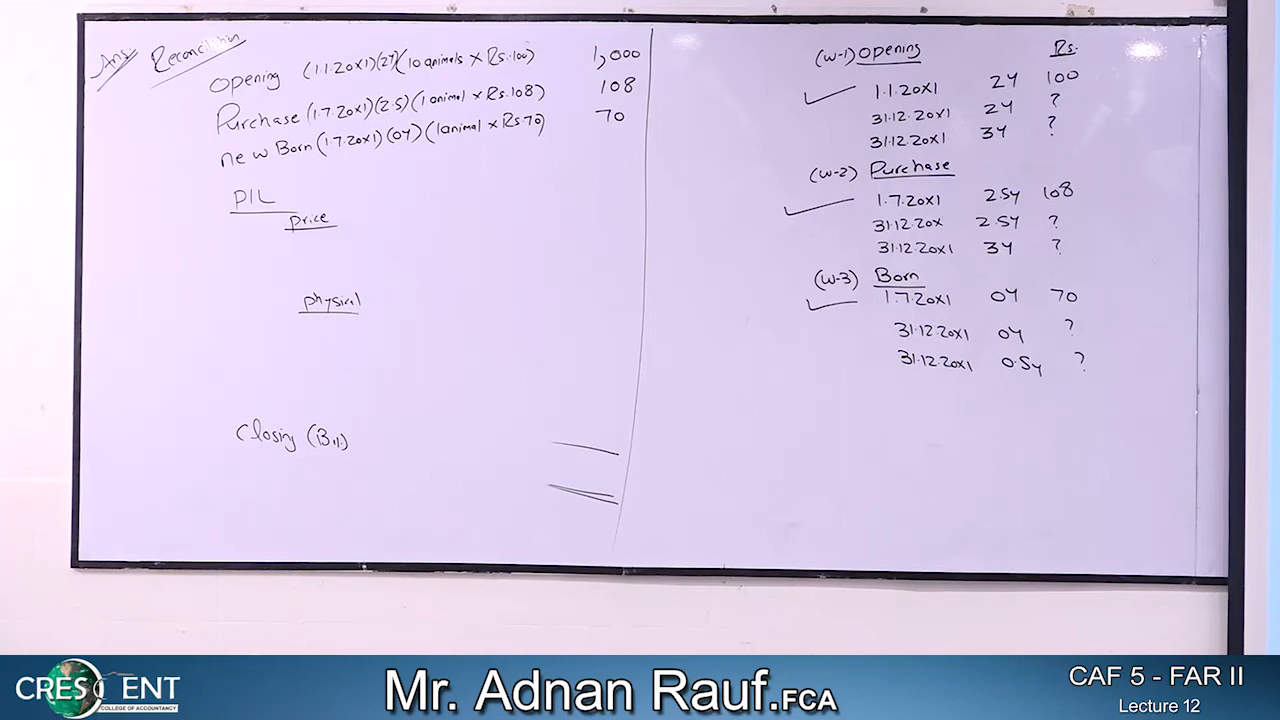 Ans Reconciliation
Opening (1.1.20x1)(2Y)(10 animals x Rs.100) 1,000
Purchase (1.7.20x1)(2.5)(1 animal x Rs.108) 108
new Born (1.7.20x1)(0Y)(1 animal x Rs 70) 70
P/L
Price
physical
Closing (B.)
(W-1) Opening Rs.
1.1.20x1 2Y 100
31.12.20x1 2Y ?
31.12.20x1 3Y ?
(W-2) Purchase
1.7.20x1 2.5Y 108
31.12.20x 2.5Y ?
31.12.20x1 3Y ?
(W-3) Born
1.7.20x1 0Y 70
31.12.20x1 0Y ?
31.12.20x1 0.5Y ?
CRESCENT
COLLEGE OF ACCOUNTANCY
Mr. Adnan Rauf.FCA
CAF 5 - FAR II
Lecture 12